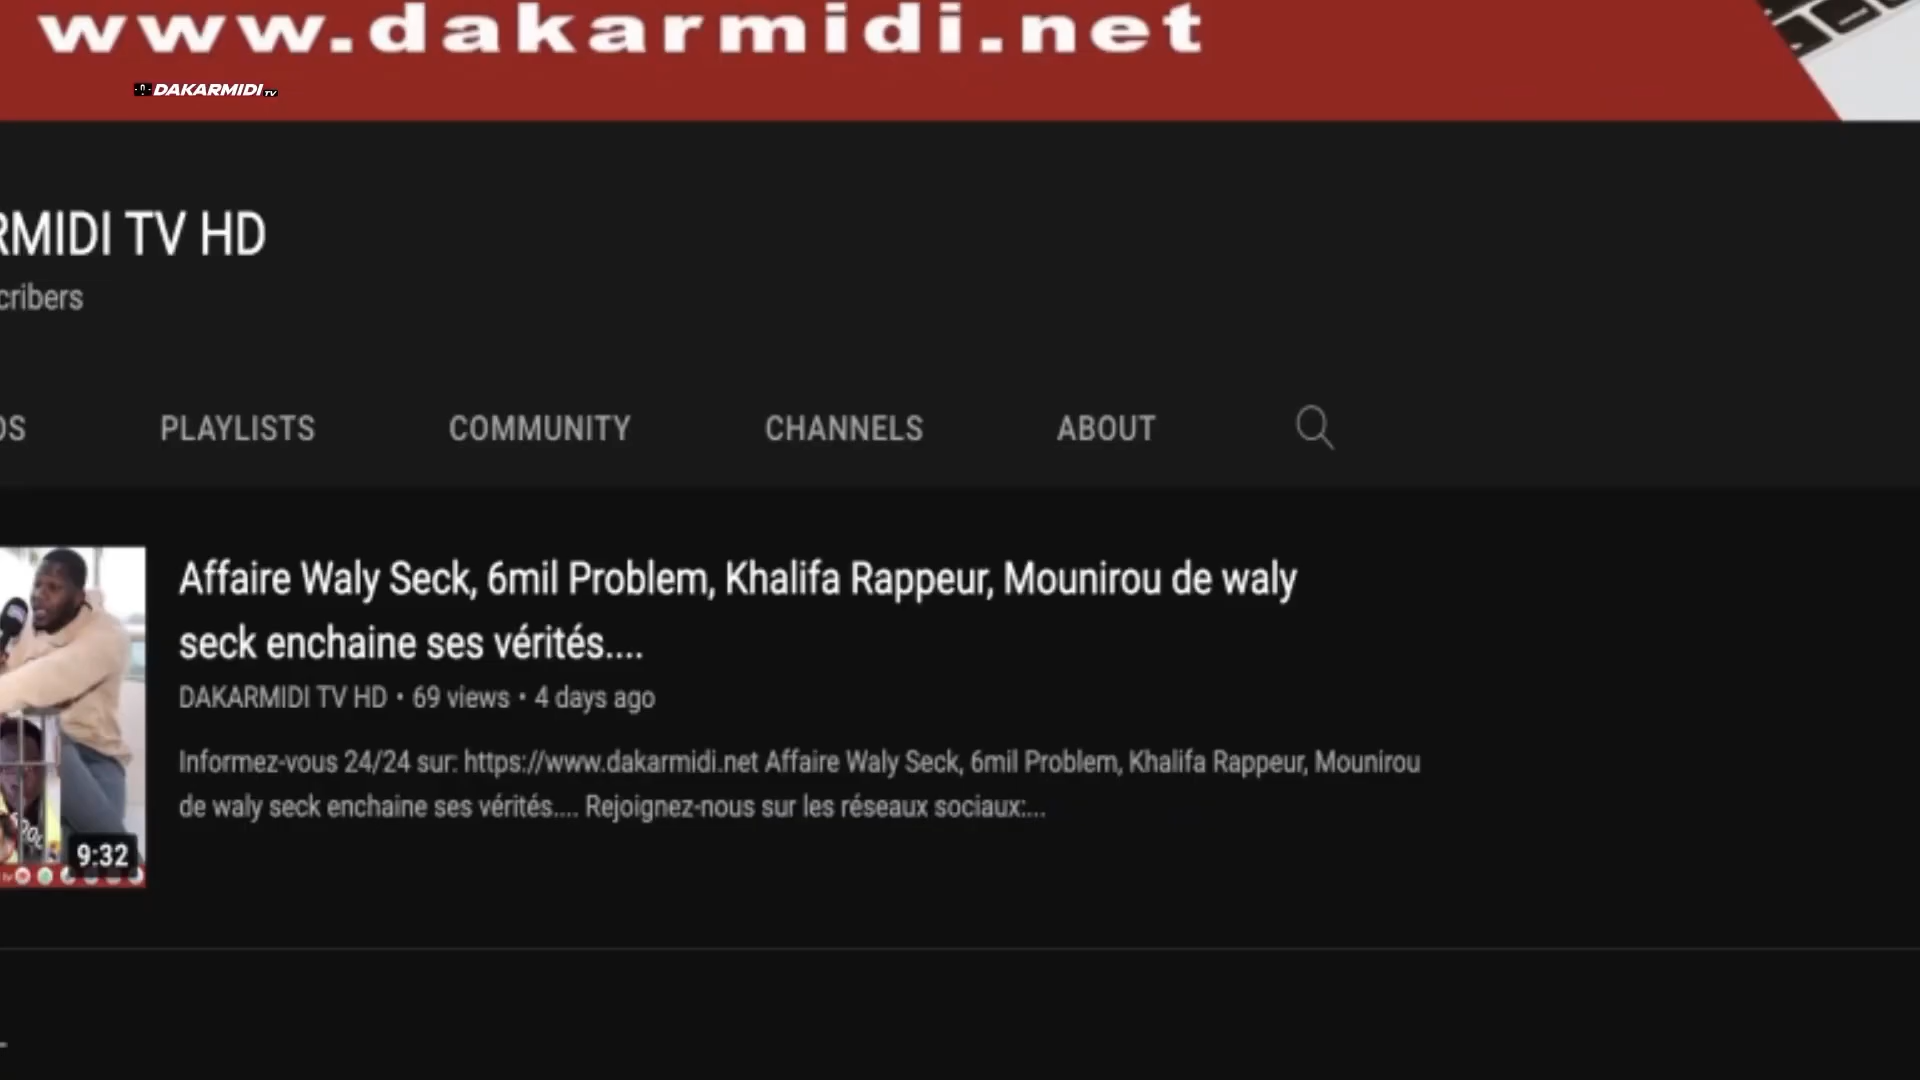 www.dakarmidi.net
DAKARMIDI TV
RMIDI TV HD
cribers
OS PLAYLISTS COMMUNITY CHANNELS ABOUT
Affaire Waly Seck, 6mil Problem, Khalifa Rappeur, Mounirou de waly
seck enchaine ses vérités....
DAKARMIDI TV HD • 69 views • 4 days ago
Informez-vous 24/24 sur: https://www.dakarmidi.net Affaire Waly Seck, 6mil Problem, Khalifa Rappeur, Mounirou
de waly seck enchaine ses vérités.... Rejoignez-nous sur les réseaux sociaux:...
9:32